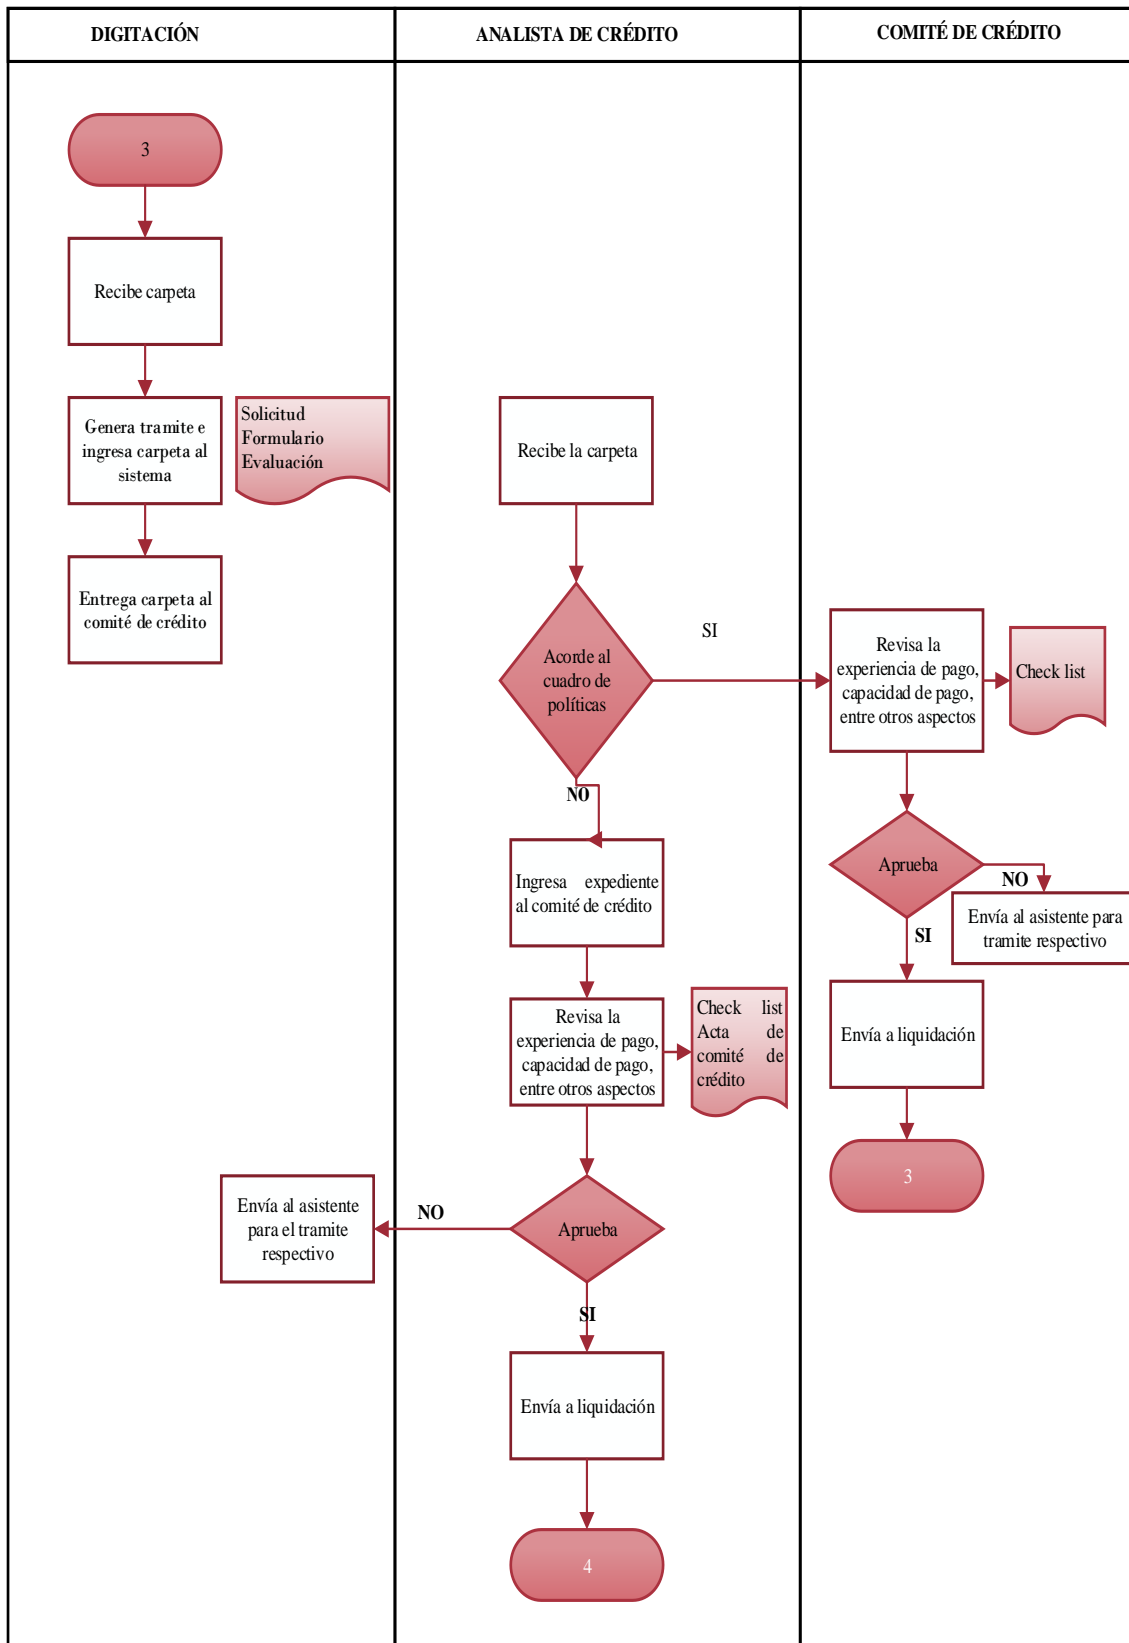 DIGITACIÓN
ANALISTA DE CRÉDITO
COMITÉ DE CRÉDITO
3
Recibe carpeta
Genera tramite e
ingresa carpeta al
sistema
Solicitud
Formulario
Evaluación
Entrega carpeta al
comité de crédito
Recibe la carpeta
Acorde al
cuadro de
políticas
SI
NO
Ingresa expediente
al comité de crédito
Revisa la
experiencia de pago,
capacidad de pago,
entre otros aspectos
Check list
Acta de
comité de
crédito
Aprueba
NO
Envía al asistente
para el tramite
respectivo
SI
Envía a liquidación
4
Revisa la
experiencia de pago,
capacidad de pago,
entre otros aspectos
Check list
Aprueba
NO
Envía al asistente para
tramite respectivo
SI
Envía a liquidación
3